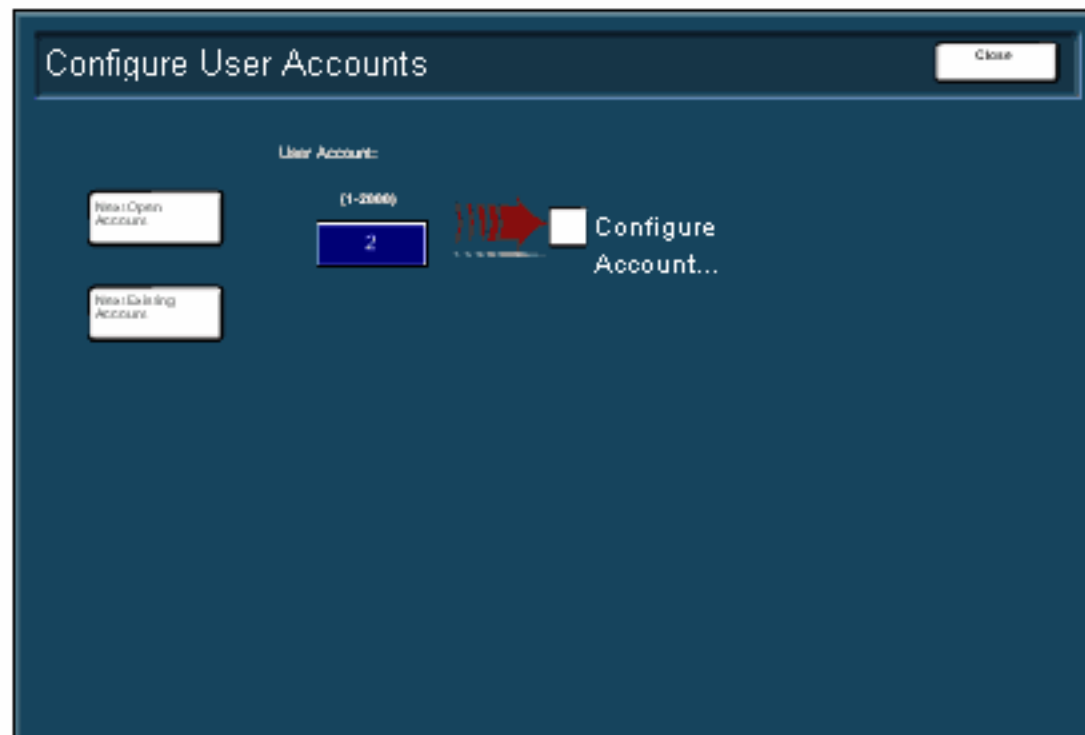 Configure User Accounts
Close
User Account:
(1-2000)
Next Open
Account
2
Configure
Account...
Next Existing
Account